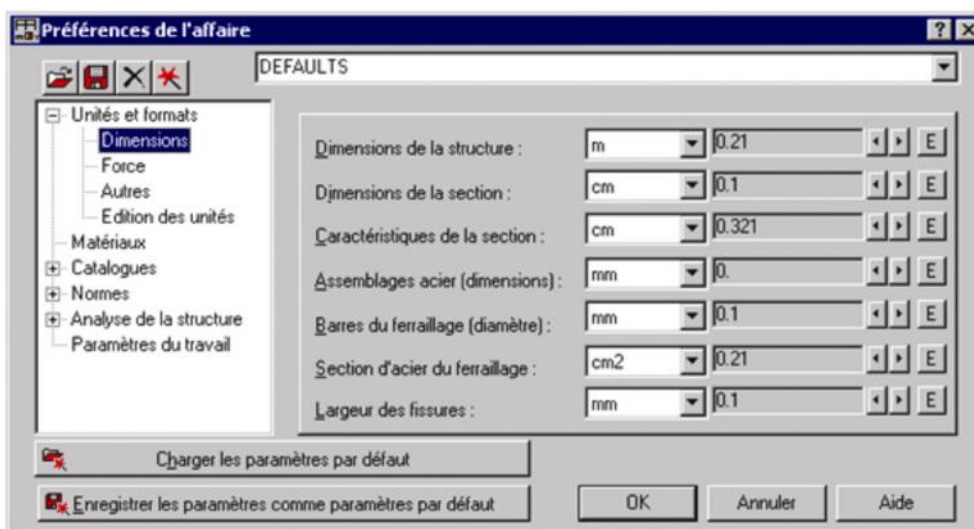 Préférences de l'affaire
DEFAULTS
Unités et formats
Dimensions
Force
Autres
Edition des unités
Matériaux
Catalogues
Normes
Analyse de la structure
Paramètres du travail
Dimensions de la structure : m 0.21 E
Dimensions de la section : cm 0.1 E
Caractéristiques de la section : cm 0.321 E
Assemblages acier (dimensions) : mm 0. E
Barres du ferraillage (diamètre) : mm 0.1 E
Section d'acier du ferraillage : cm2 0.21 E
Largeur des fissures : mm 0.1 E
Charger les paramètres par défaut
Enregistrer les paramètres comme paramètres par défaut OK Annuler Aide